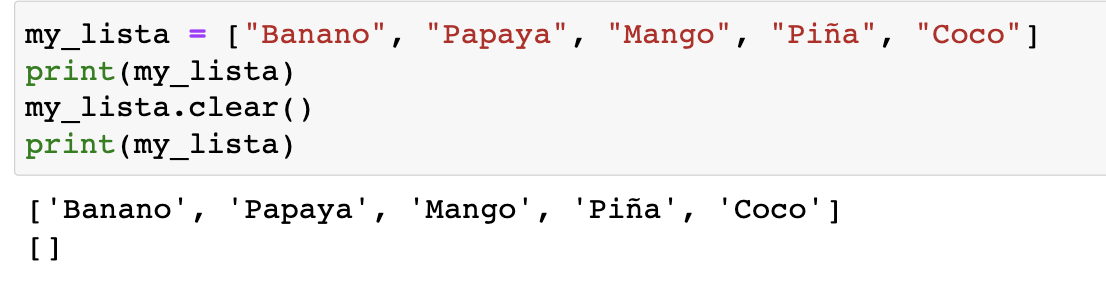 my_lista = ["Banano", "Papaya", "Mango", "Piña", "Coco"]
print(my_lista)
my_lista.clear()
print(my_lista)
['Banano', 'Papaya', 'Mango', 'Piña', 'Coco']
[]